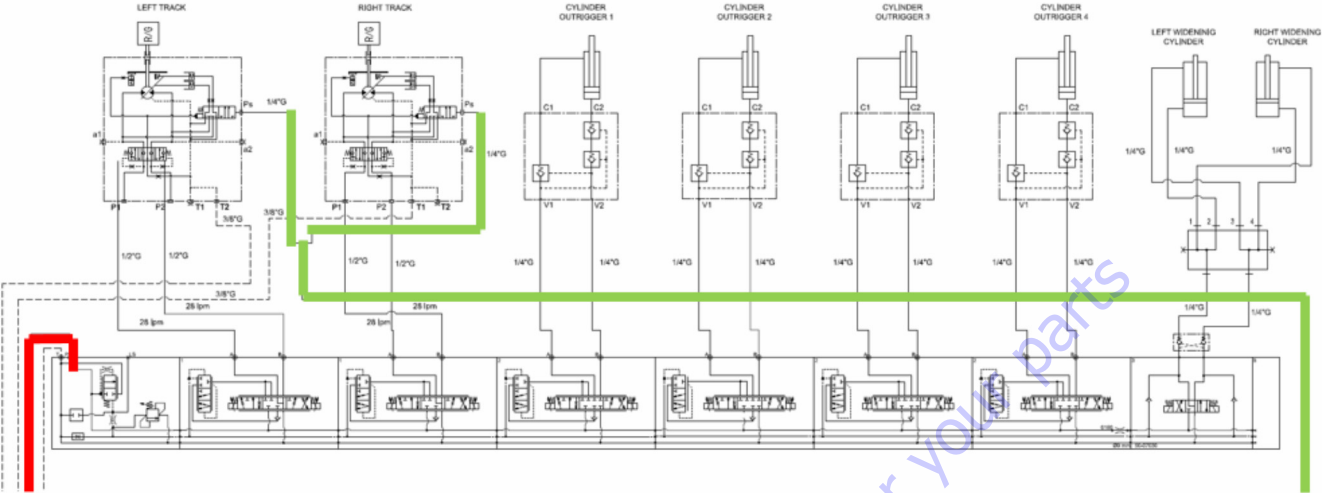 LEFT TRACK
RIGHT TRACK
CYLINDER
OUTRIGGER 1
CYLINDER
OUTRIGGER 2
CYLINDER
OUTRIGGER 3
CYLINDER
OUTRIGGER 4
LEFT WIDENING
CYLINDER
RIGHT WIDENING
CYLINDER
R/G
R/G
Ps
1/4"G
Ps
a1
a2
a1
a2
1/4"G
C1
C2
C1
C2
C1
C2
C1
C2
1/4"G
1/4"G
1/4"G
P1
P2
T1
T2
P1
P2
T1
T2
V1
V2
V1
V2
V1
V2
V1
V2
3/8"G
3/8"G
1
2
3
4
1/2"G
1/2"G
1/2"G
1/2"G
1/4"G
1/4"G
1/4"G
1/4"G
1/4"G
1/4"G
1/4"G
1/4"G
3/8"G
28 lpm
28 lpm
28 lpm
28 lpm
1/4"G
1/4"G
LS
A
B
A
B
A
B
A
B
A
B
A
B
r your parts